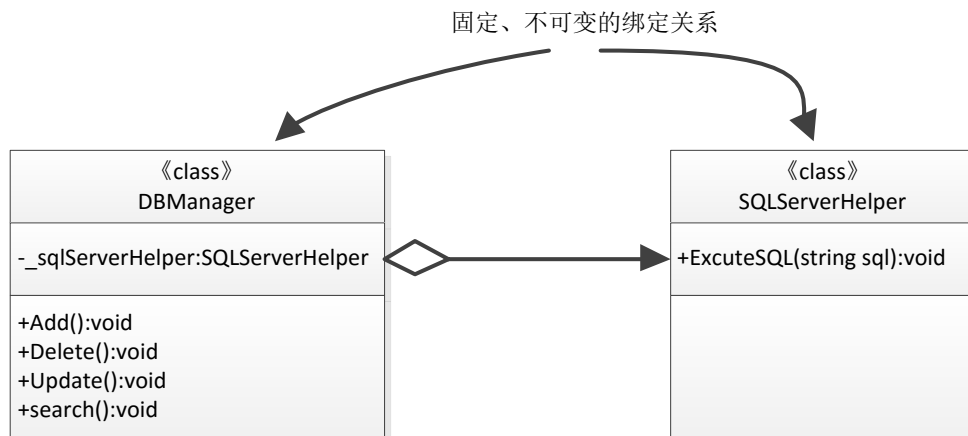 固定、不可变的绑定关系
《class》
DBManager
-_sqlServerHelper:SQLServerHelper
+Add():void
+Delete():void
+Update():void
+search():void
《class》
SQLServerHelper
+ExcuteSQL(string sql):void